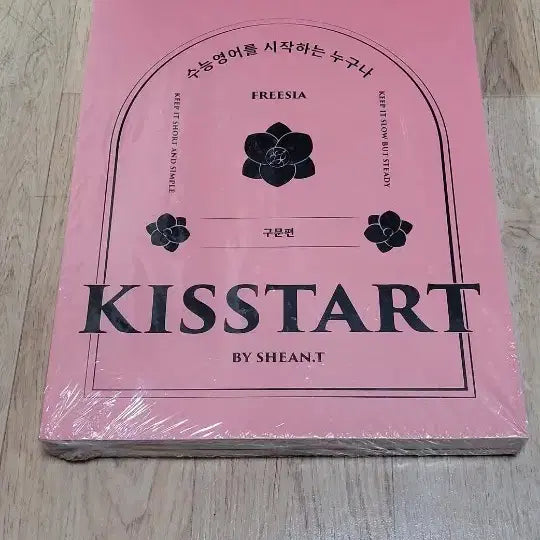 수능영어를 시작하는 누구나
FREESIA
KEEP IT SHORT AND SIMPLE
KEEP IT SLOW BUT STEADY
구문편
KISSTART
BY SHEAN.T